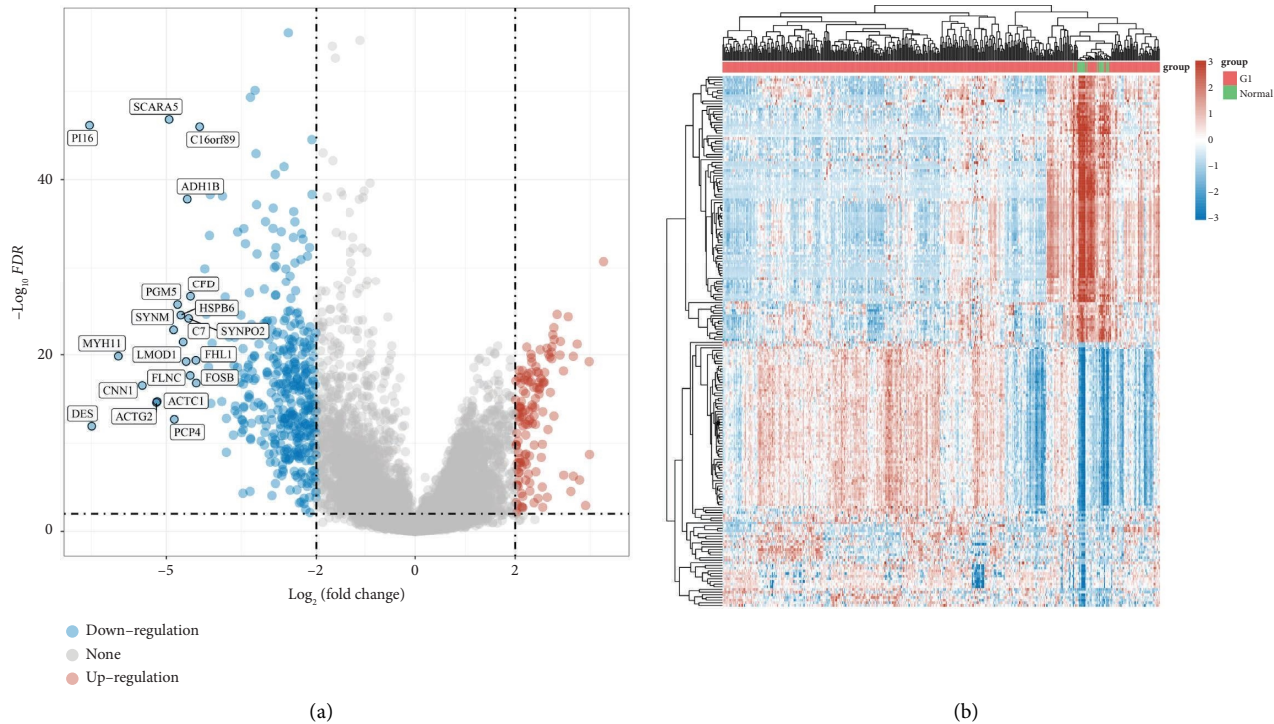 SCARA5
PI16
C16orf89
ADH1B
CFD
PGM5
HSPB6
SYNM
C7
SYNPO2
MYH11
LMOD1
FHL1
FLNC
FOSB
CNN1
ACTC1
DES
ACTG2
PCP4
40
20
0
−Log10 FDR
−5
−2
0
2
Log2 (fold change)
Down−regulation
None
Up−regulation
(a)
group
3
2
1
0
−1
−2
−3
group
G1
Normal
(b)